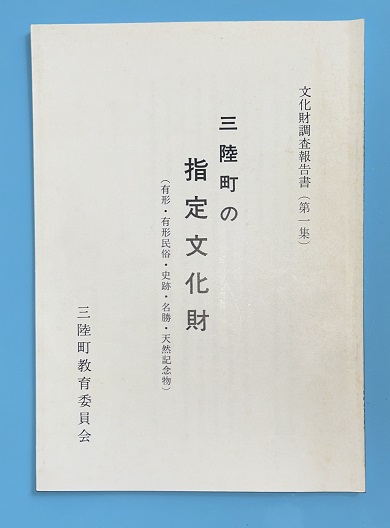 文化財調査報告書（第一集）
三陸町の
指定文化財
（有形・有形民俗・史跡・名勝・天然記念物）
三陸町教育委員会